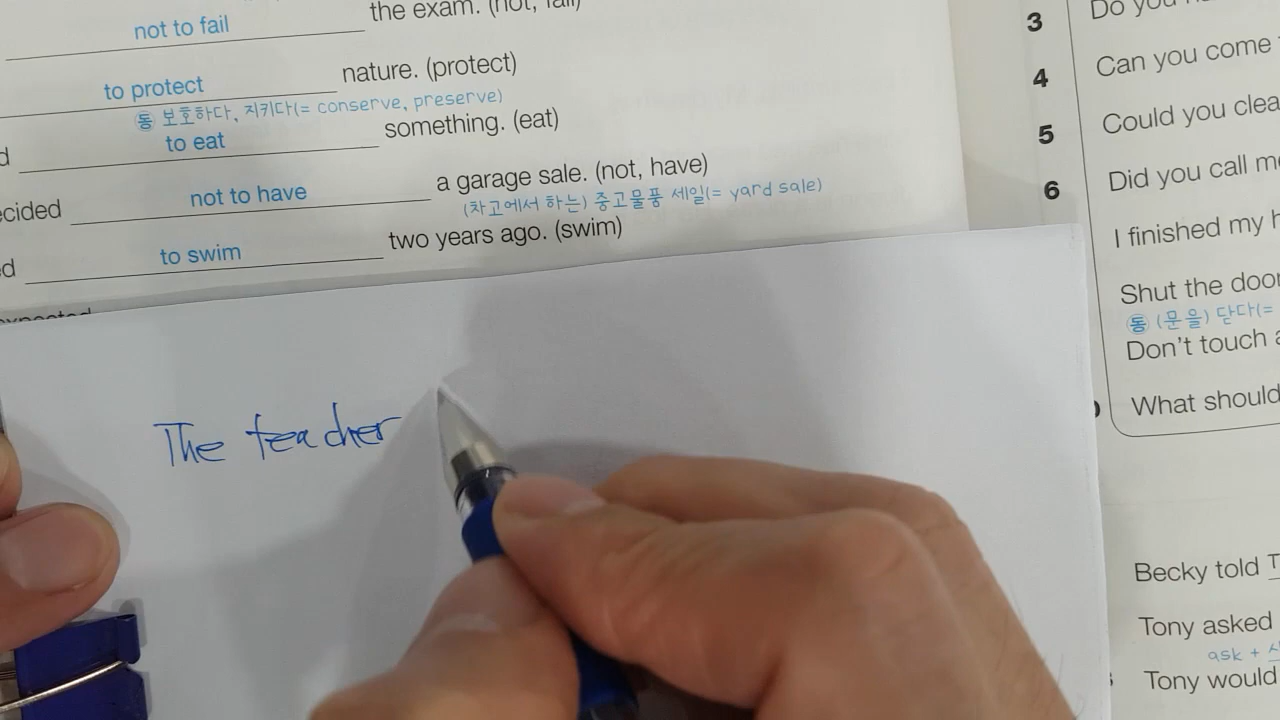 not to fail the exam. (not, fail)
to protect nature. (protect)
동 보호하다, 지키다(= conserve, preserve)
to eat something. (eat)
not to have a garage sale. (not, have)
(차고에서 하는) 중고물품 세일(= yard sale)
to swim two years ago. (swim)
The teacher
3 Do you
4 Can you come
5 Could you clea
6 Did you call me
I finished my h
Shut the door
동 (문을) 닫다(=
Don't touch a
What should
Becky told T
Tony asked
ask +
Tony would